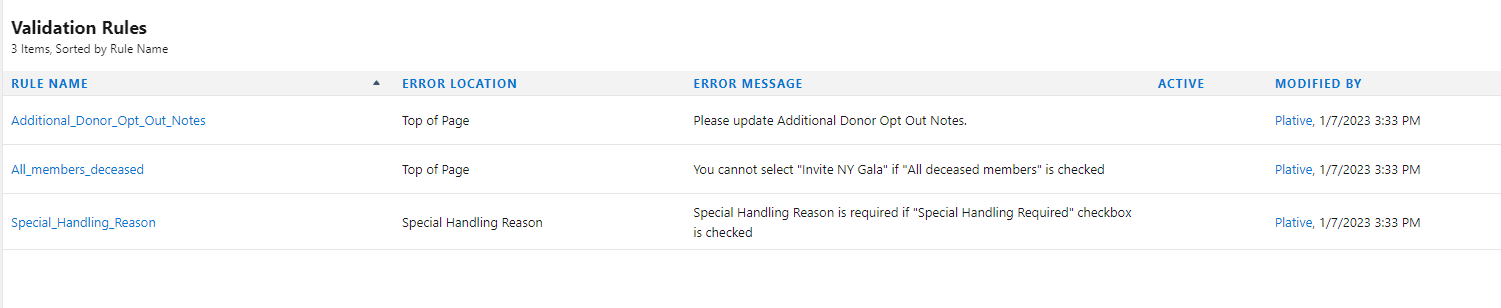 Validation Rules
3 Items, Sorted by Rule Name
RULE NAME ERROR LOCATION ERROR MESSAGE ACTIVE MODIFIED BY
Additional_Donor_Opt_Out_Notes Top of Page Please update Additional Donor Opt Out Notes. Plative, 1/7/2023 3:33 PM
All_members_deceased Top of Page You cannot select "Invite NY Gala" if "All deceased members" is checked Plative, 1/7/2023 3:33 PM
Special_Handling_Reason Special Handling Reason Special Handling Reason is required if "Special Handling Required" checkbox
is checked Plative, 1/7/2023 3:33 PM